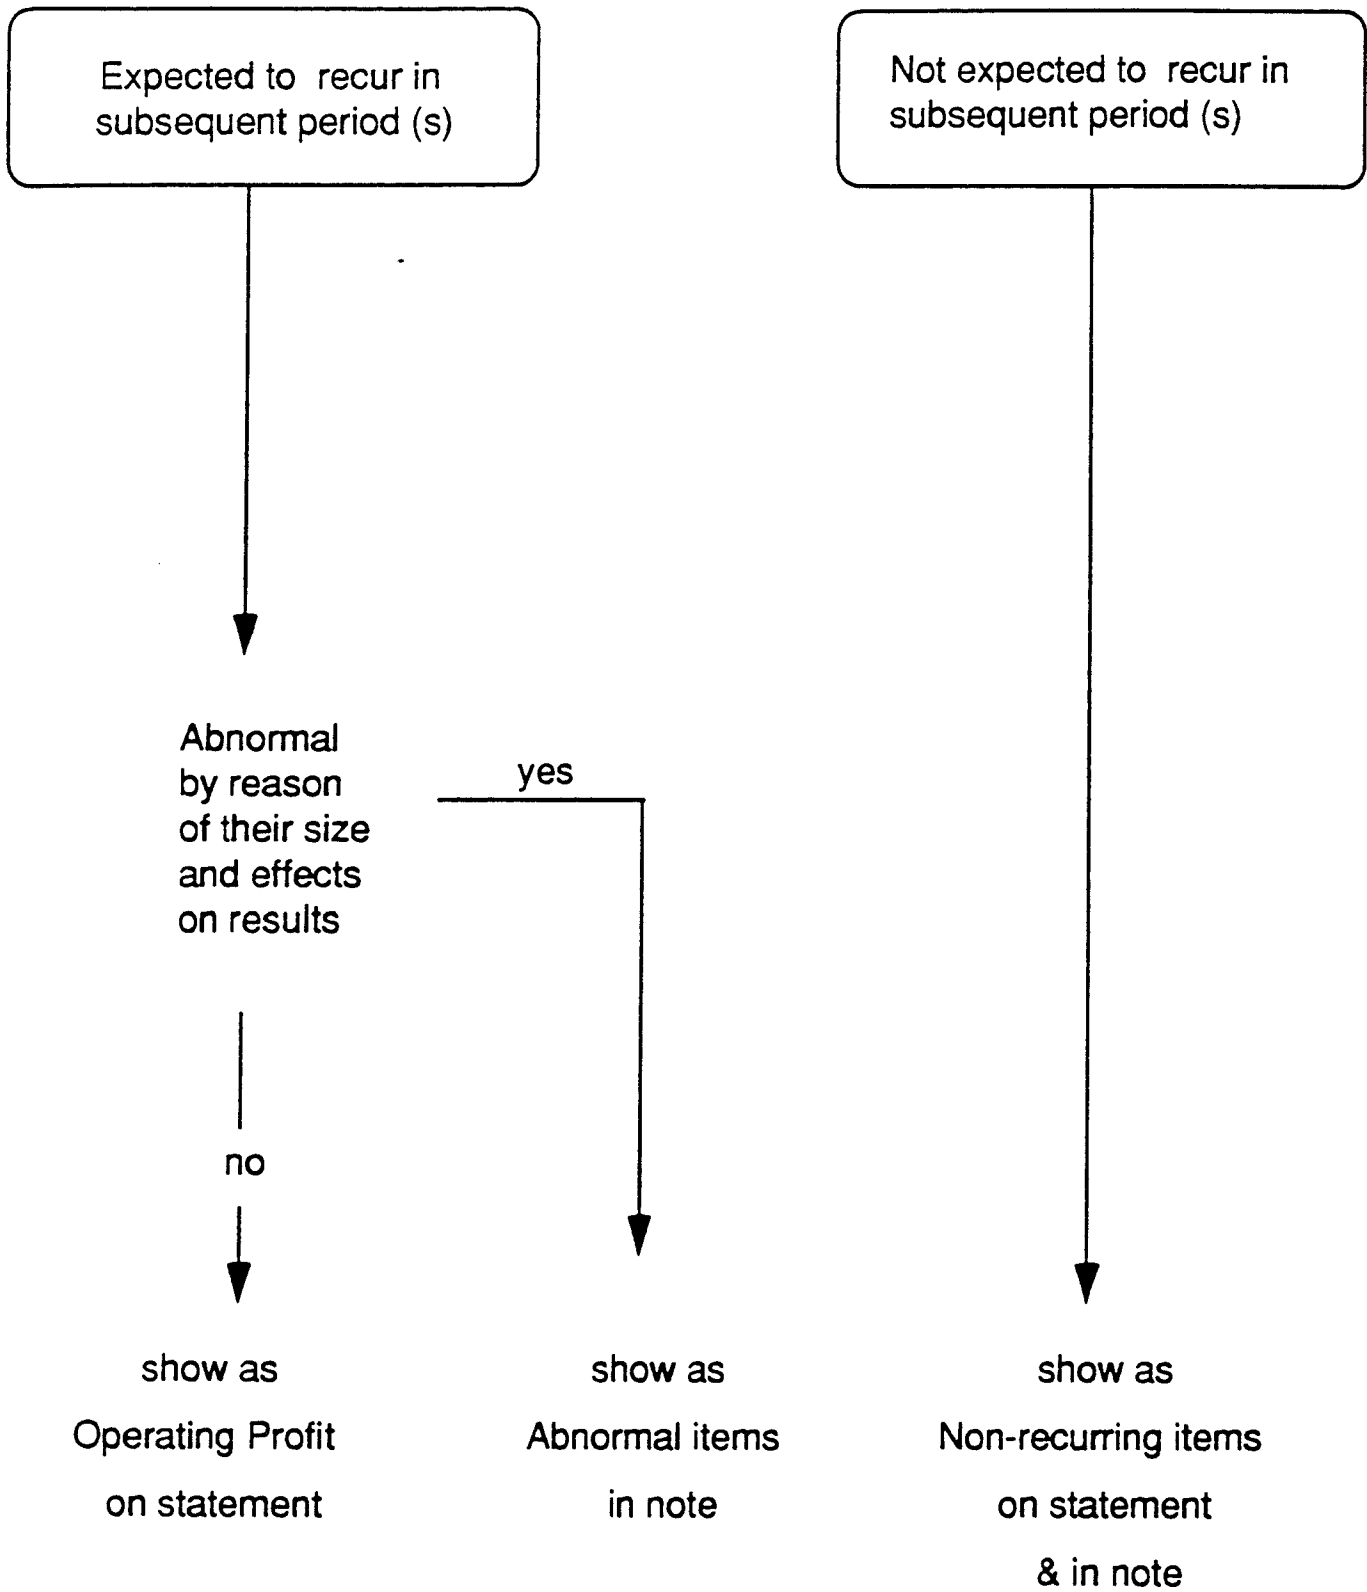 Expected to recur in
subsequent period (s)
Not expected to recur in
subsequent period (s)
Abnormal
by reason
of their size
and effects
on results
yes
no
show as
Operating Profit
on statement
show as
Abnormal items
in note
show as
Non-recurring items
on statement
& in note